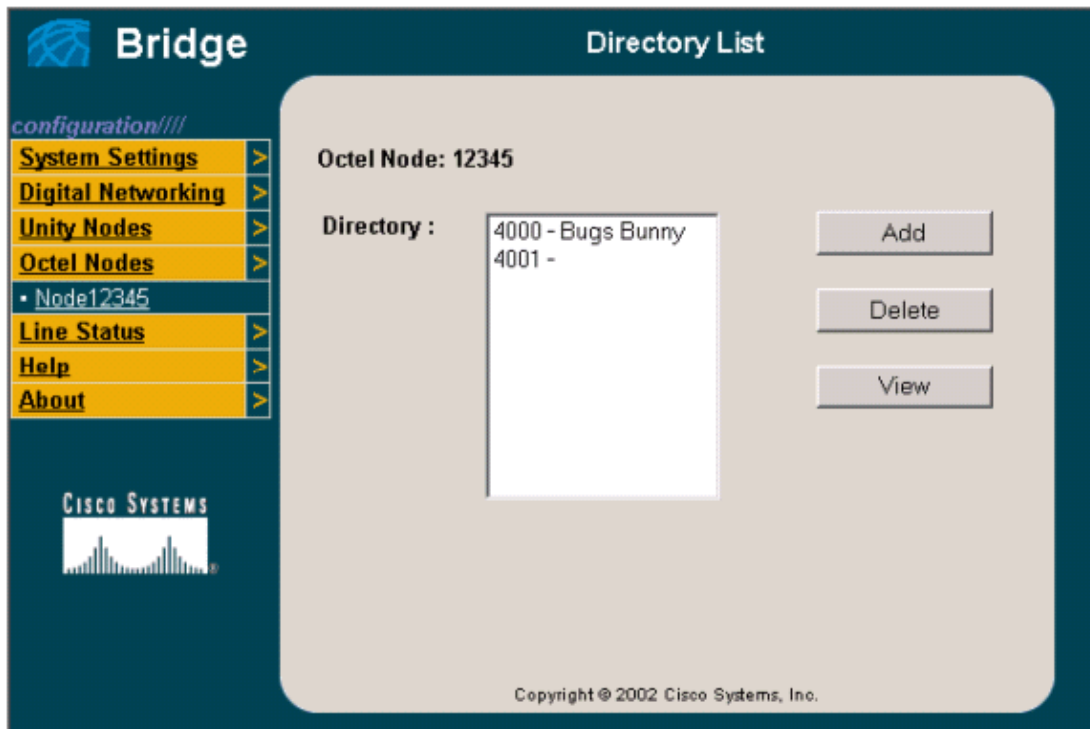 Bridge
Directory List
configuration////
System Settings >
Digital Networking >
Unity Nodes >
Octel Nodes >
• Node12345
Line Status >
Help >
About >
CISCO SYSTEMS
®
Octel Node: 12345
Directory :
4000 - Bugs Bunny
4001 -
Add
Delete
View
Copyright © 2002 Cisco Systems, Inc.